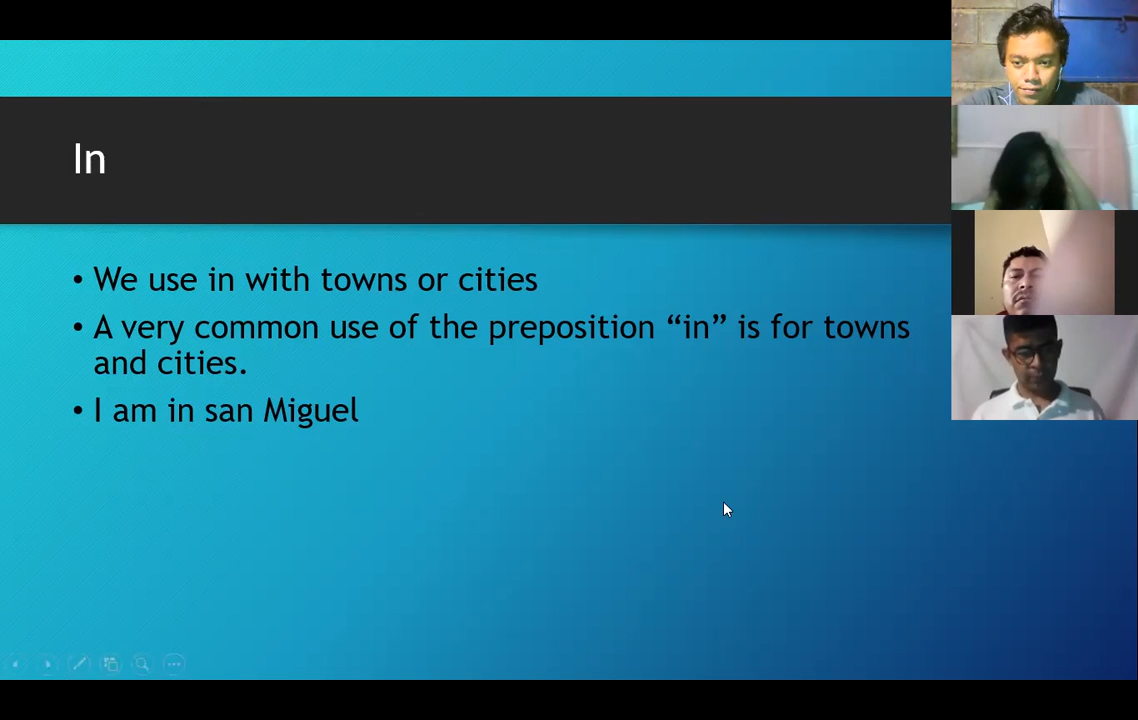 In
• We use in with towns or cities
• A very common use of the preposition “in” is for towns
and cities.
• I am in san Miguel